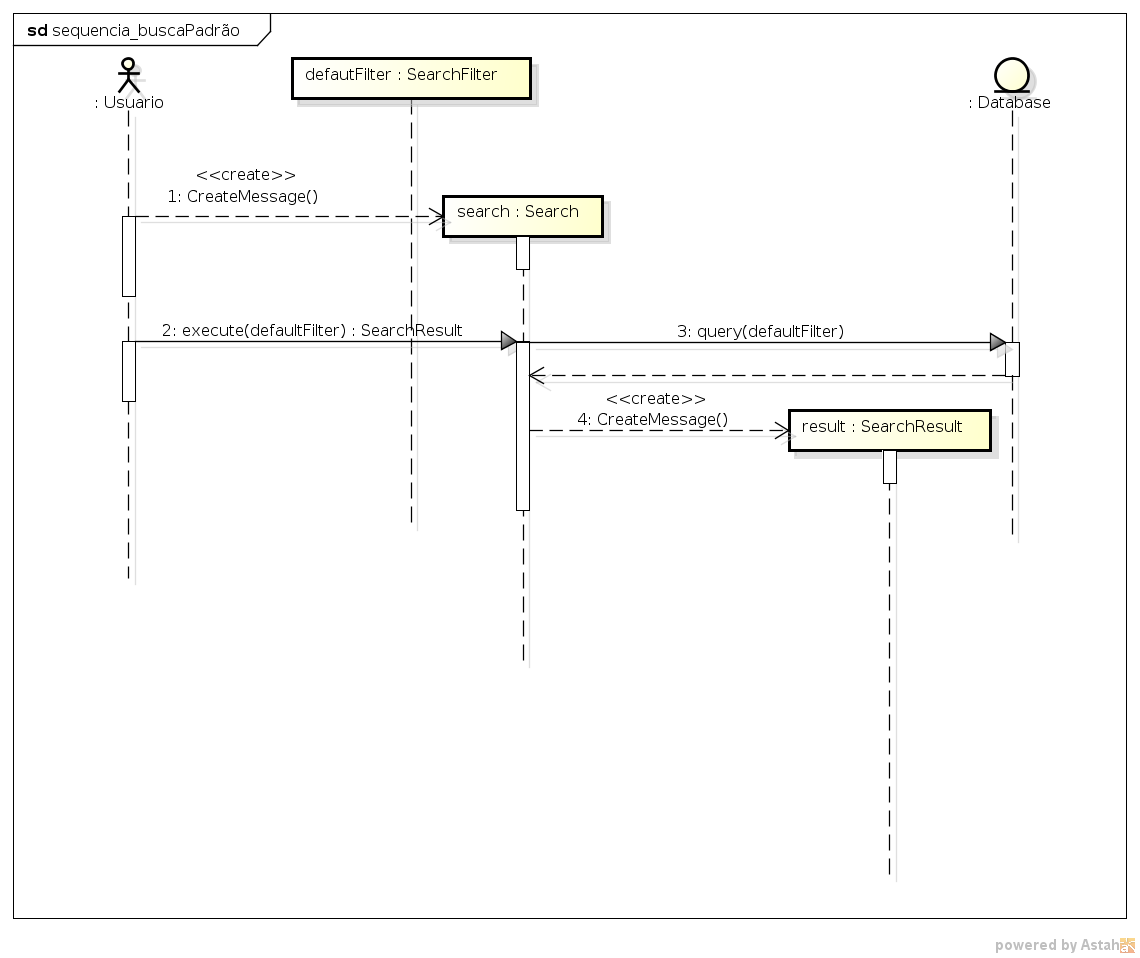 sd sequencia_buscaPadrão
: Usuario
defautFilter : SearchFilter
: Database
<<create>>
1: CreateMessage()
search : Search
2: execute(defaultFilter) : SearchResult
3: query(defaultFilter)
<<create>>
4: CreateMessage()
result : SearchResult
powered by Astah